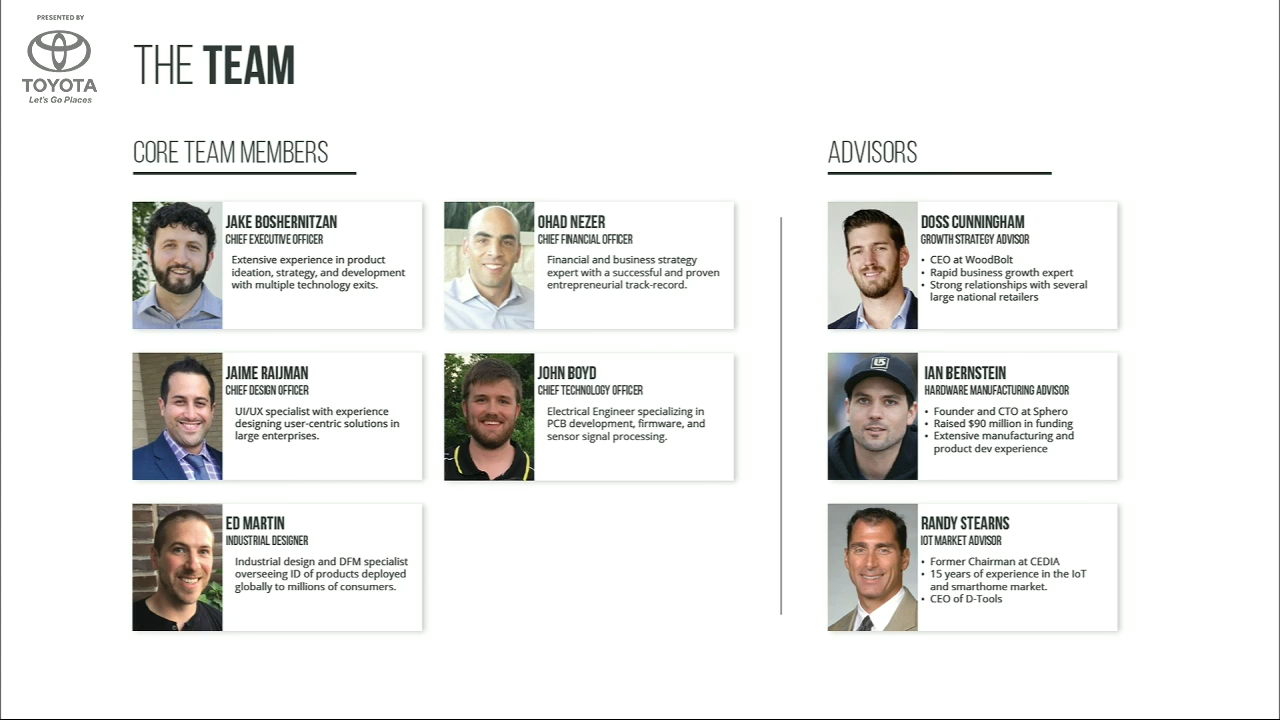 PRESENTED BY
TOYOTA
Let's Go Places
THE TEAM
CORE TEAM MEMBERS
JAKE BOSHERNITZAN
CHIEF EXECUTIVE OFFICER
Extensive experience in product
ideation, strategy, and development
with multiple technology exits.
OHAD NEZER
CHIEF FINANCIAL OFFICER
Financial and business strategy
expert with a successful and proven
entrepreneurial track-record.
JAIME RAIJMAN
CHIEF DESIGN OFFICER
UI/UX specialist with experience
designing user-centric solutions in
large enterprises.
JOHN BOYD
CHIEF TECHNOLOGY OFFICER
Electrical Engineer specializing in
PCB development, firmware, and
sensor signal processing.
ED MARTIN
INDUSTRIAL DESIGNER
Industrial design and DFM specialist
overseeing ID of products deployed
globally to millions of consumers.
ADVISORS
DOSS CUNNINGHAM
GROWTH STRATEGY ADVISOR
• CEO at WoodBolt
• Rapid business growth expert
• Strong relationships with several
large national retailers
IAN BERNSTEIN
HARDWARE MANUFACTURING ADVISOR
• Founder and CTO at Sphero
• Raised $90 million in funding
• Extensive manufacturing and
product dev experience
RANDY STEARNS
IOT MARKET ADVISOR
• Former Chairman at CEDIA
• 15 years of experience in the IoT
and smarthome market.
• CEO of D-Tools